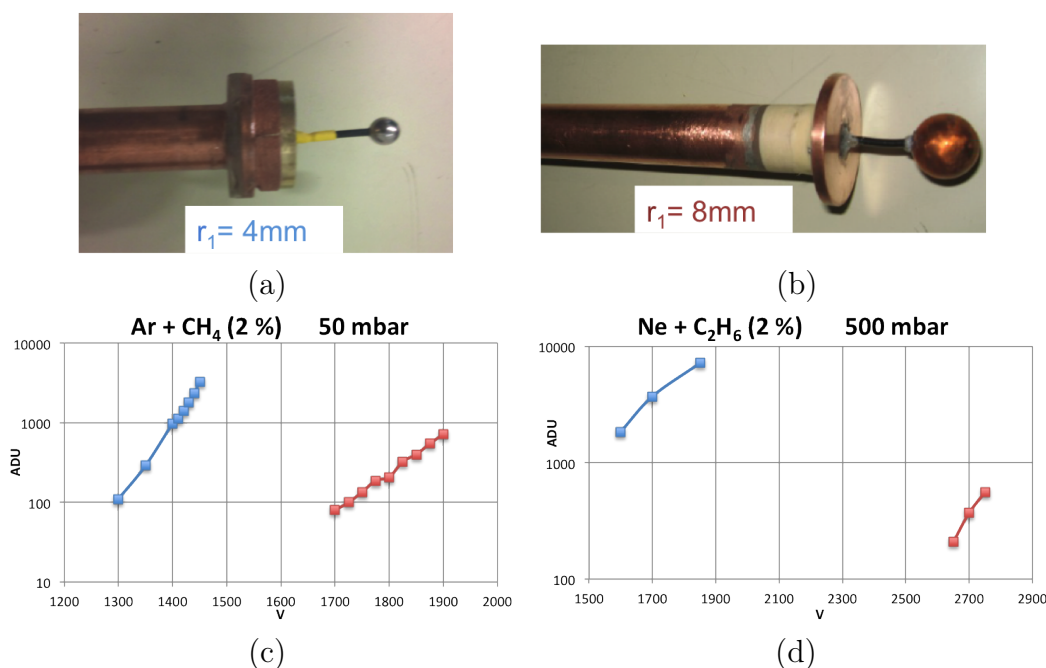 r₁= 4mm
r₁= 8mm
(a)
(b)
Ar + CH₄ (2 %) 50 mbar
10000
1000
100
10
ADU
1200 1300 1400 1500 1600 1700 1800 1900 2000
V
Ne + C₂H₆ (2 %) 500 mbar
10000
1000
100
ADU
1500 1700 1900 2100 2300 2500 2700 2900
V
(c)
(d)